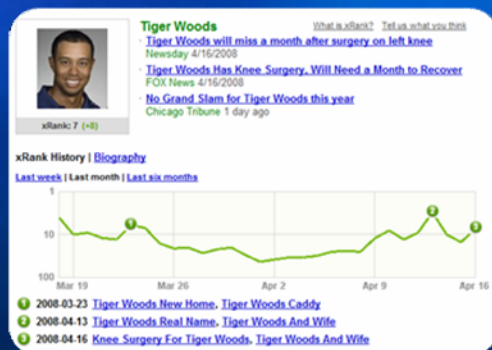 Tiger Woods
What is xRank? Tell us what you think
· Tiger Woods will miss a month after surgery on left knee
Newsday 4/16/2008
· Tiger Woods Has Knee Surgery, Will Need a Month to Recover
FOX News 4/16/2008
· No Grand Slam for Tiger Woods this year
Chicago Tribune 1 day ago
xRank: 7 (+8)
xRank History | Biography
Last week | Last month | Last six months
1
10
100
1
2
3
Mar 19 Mar 26 Apr 2 Apr 9 Apr 16
1 2008-03-23 Tiger Woods New Home, Tiger Woods Caddy
2 2008-04-13 Tiger Woods Real Name, Tiger Woods And Wife
3 2008-04-16 Knee Surgery For Tiger Woods, Tiger Woods And Wife